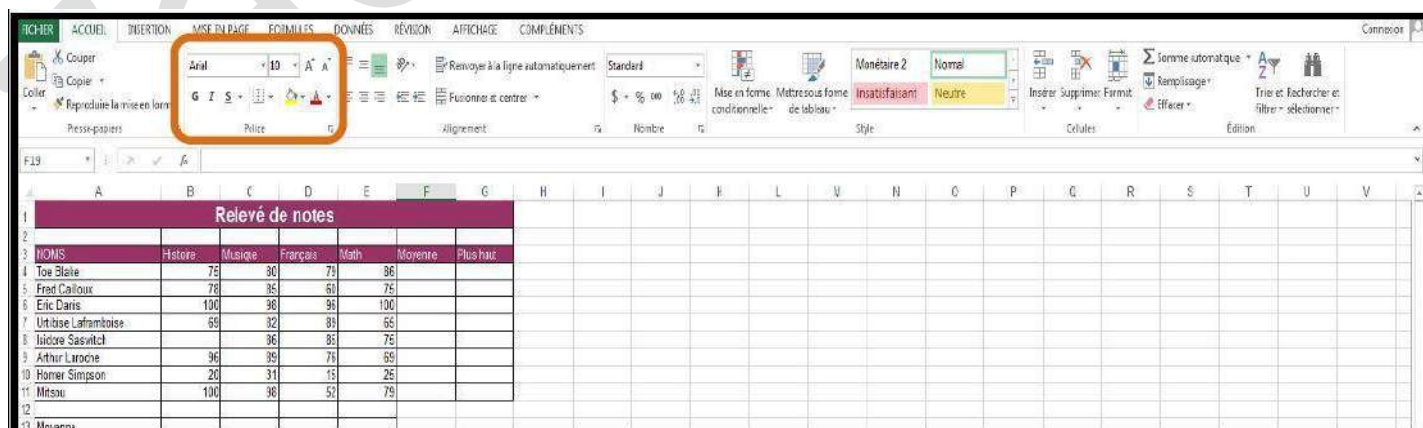 FICHIER ACCUEIL INSERTION MISE EN PAGE FORMULES DONNÉES RÉVISION AFFICHAGE COMPLÉMENTS Connexion
Couper
Copier
Coller
Reproduire la mise en form
Presse-papiers
Arial 10 A A
G I S A
Police
Renvoyer à la ligne automatiquement
Fusionner et centrer
Alignement
Standard
$ % 000
Nombre
Mise en forme conditionnelle
Mettre sous forme de tableau
Monétaire 2 Normal
Insatisfaisant Neutre
Style
Insérer Supprimer Format
Cellules
Somme automatique
Remplissage
Effacer
Trier et filtrer
Rechercher et sélectionner
Édition
F19 fx
A B C D E F G H I J K L M N O P Q R S T U V
1 Relevé de notes
2
3 NOMS Histoire Musique Français Math Moyenne Plus haut
4 Toe Blake 75 80 79 86
5 Fred Cailloux 78 85 60 75
6 Eric Daris 100 98 96 100
7 Urtibise Laframboise 69 82 89 65
8 Isidore Saswitch 86 85 75
9 Arthur Laroche 96 89 76 69
10 Homer Simpson 20 31 15 25
11 Mitsou 100 98 52 79
12
13 Moyenne